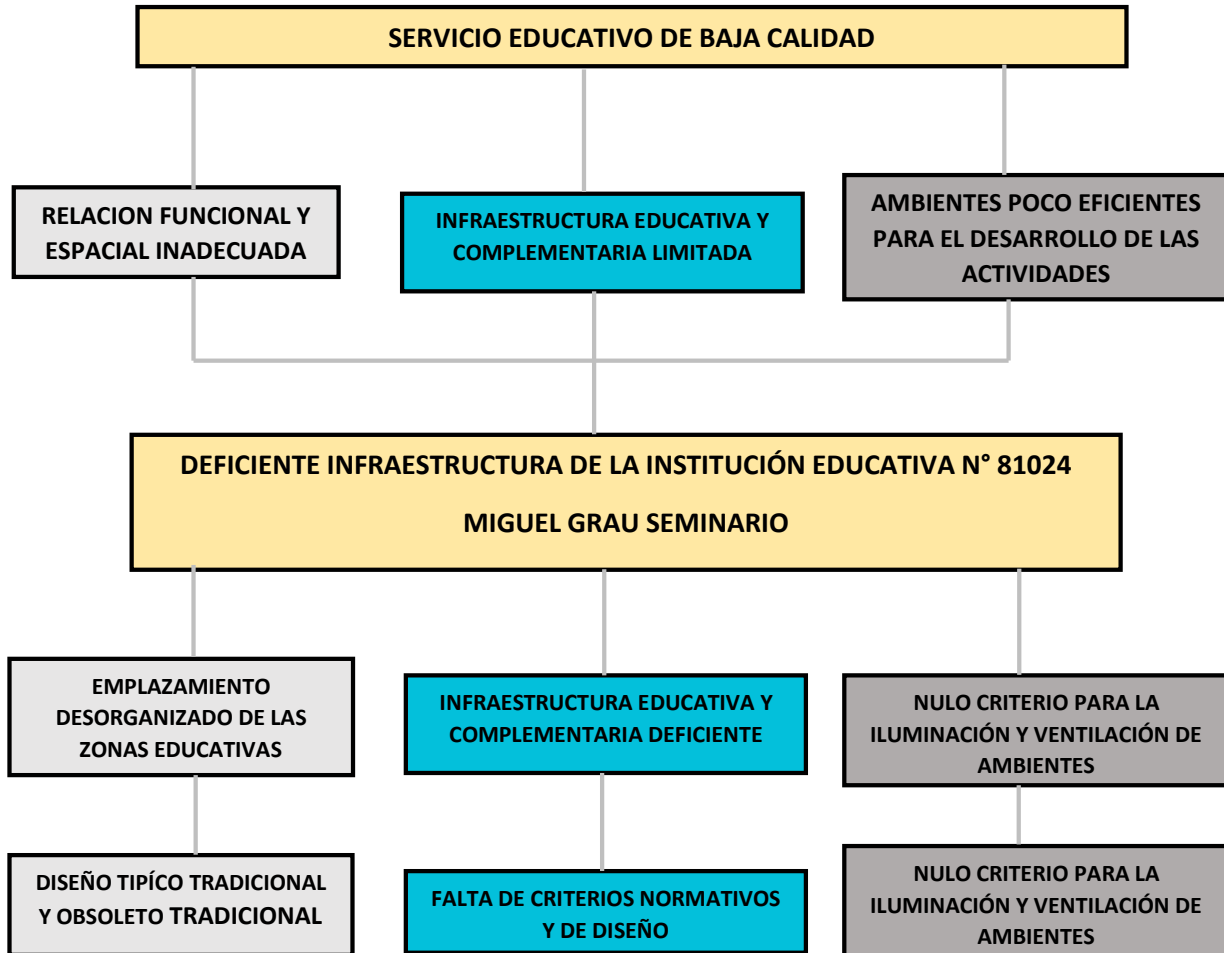 SERVICIO EDUCATIVO DE BAJA CALIDAD
RELACION FUNCIONAL Y
ESPACIAL INADECUADA
INFRAESTRUCTURA EDUCATIVA Y
COMPLEMENTARIA LIMITADA
AMBIENTES POCO EFICIENTES
PARA EL DESARROLLO DE LAS
ACTIVIDADES
DEFICIENTE INFRAESTRUCTURA DE LA INSTITUCIÓN EDUCATIVA N° 81024
MIGUEL GRAU SEMINARIO
EMPLAZAMIENTO
DESORGANIZADO DE LAS
ZONAS EDUCATIVAS
INFRAESTRUCTURA EDUCATIVA Y
COMPLEMENTARIA DEFICIENTE
NULO CRITERIO PARA LA
ILUMINACIÓN Y VENTILACIÓN DE
AMBIENTES
DISEÑO TIPÍCO TRADICIONAL
Y OBSOLETO TRADICIONAL
FALTA DE CRITERIOS NORMATIVOS
Y DE DISEÑO
NULO CRITERIO PARA LA
ILUMINACIÓN Y VENTILACIÓN DE
AMBIENTES